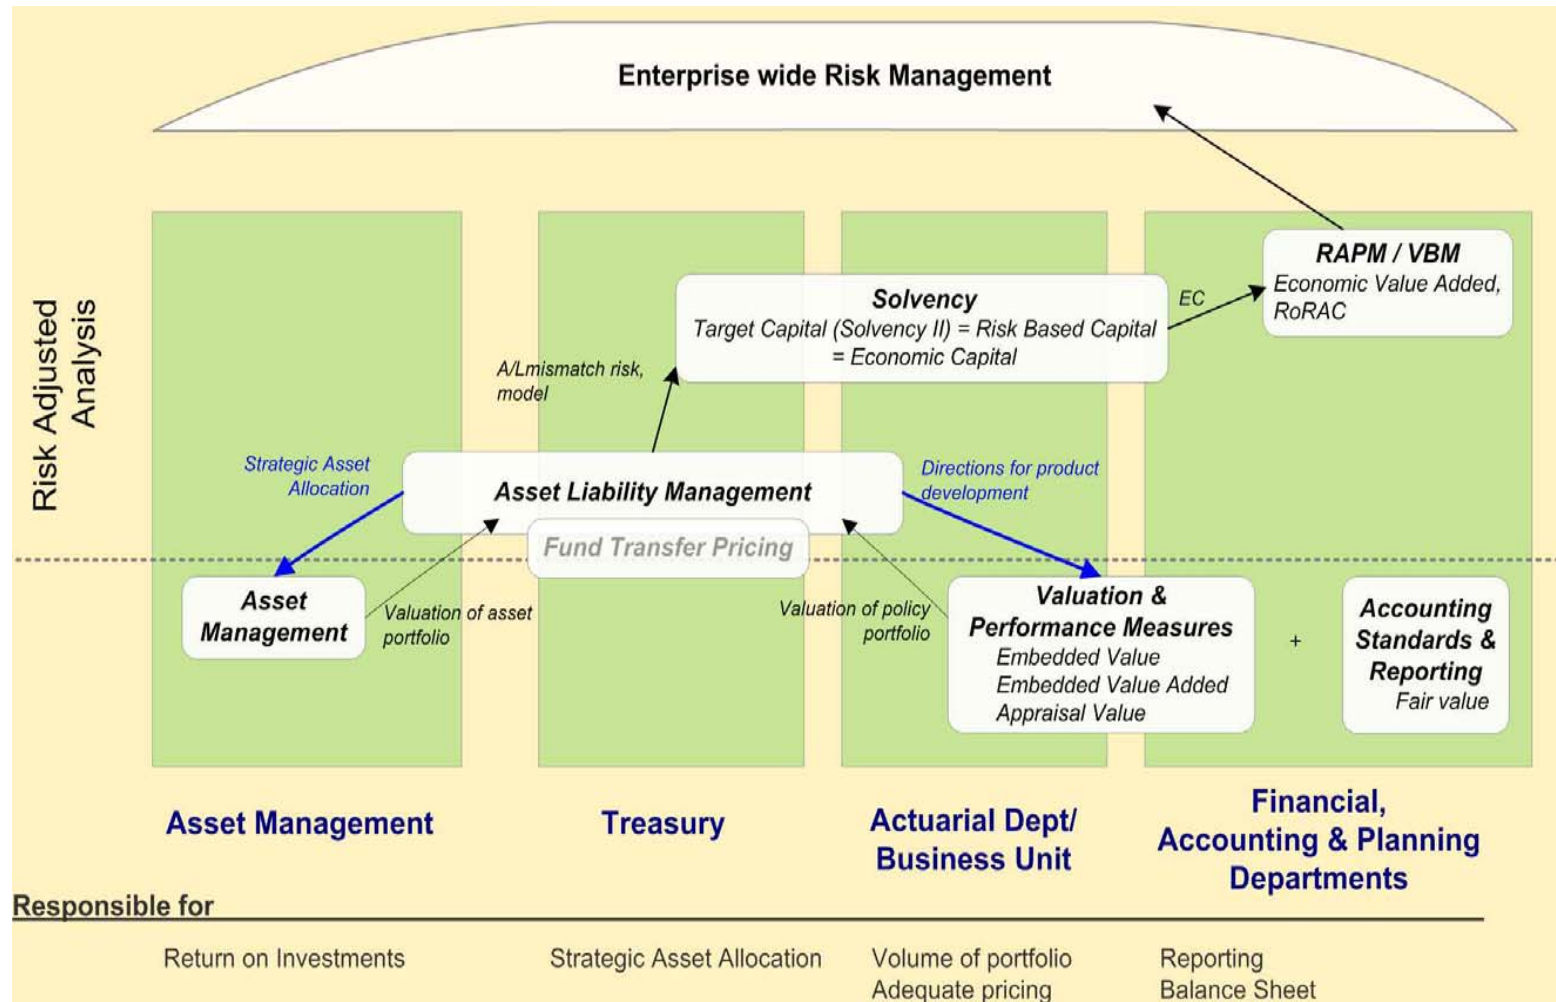 Enterprise wide Risk Management
RAPM / VBM
Economic Value Added,
RoRAC
EC
Solvency
Target Capital (Solvency II) = Risk Based Capital
= Economic Capital
Risk Adjusted
Analysis
A/Lmismatch risk,
model
Strategic Asset
Allocation
Asset Liability Management
Directions for product
development
Fund Transfer Pricing
Asset
Management
Valuation of asset
portfolio
Valuation of policy
portfolio
Valuation &
Performance Measures
Embedded Value
Embedded Value Added
Appraisal Value
+
Accounting
Standards &
Reporting
Fair value
Asset Management
Treasury
Actuarial Dept/
Business Unit
Financial,
Accounting & Planning
Departments
Responsible for
Return on Investments
Strategic Asset Allocation
Volume of portfolio
Adequate pricing
Reporting
Balance Sheet